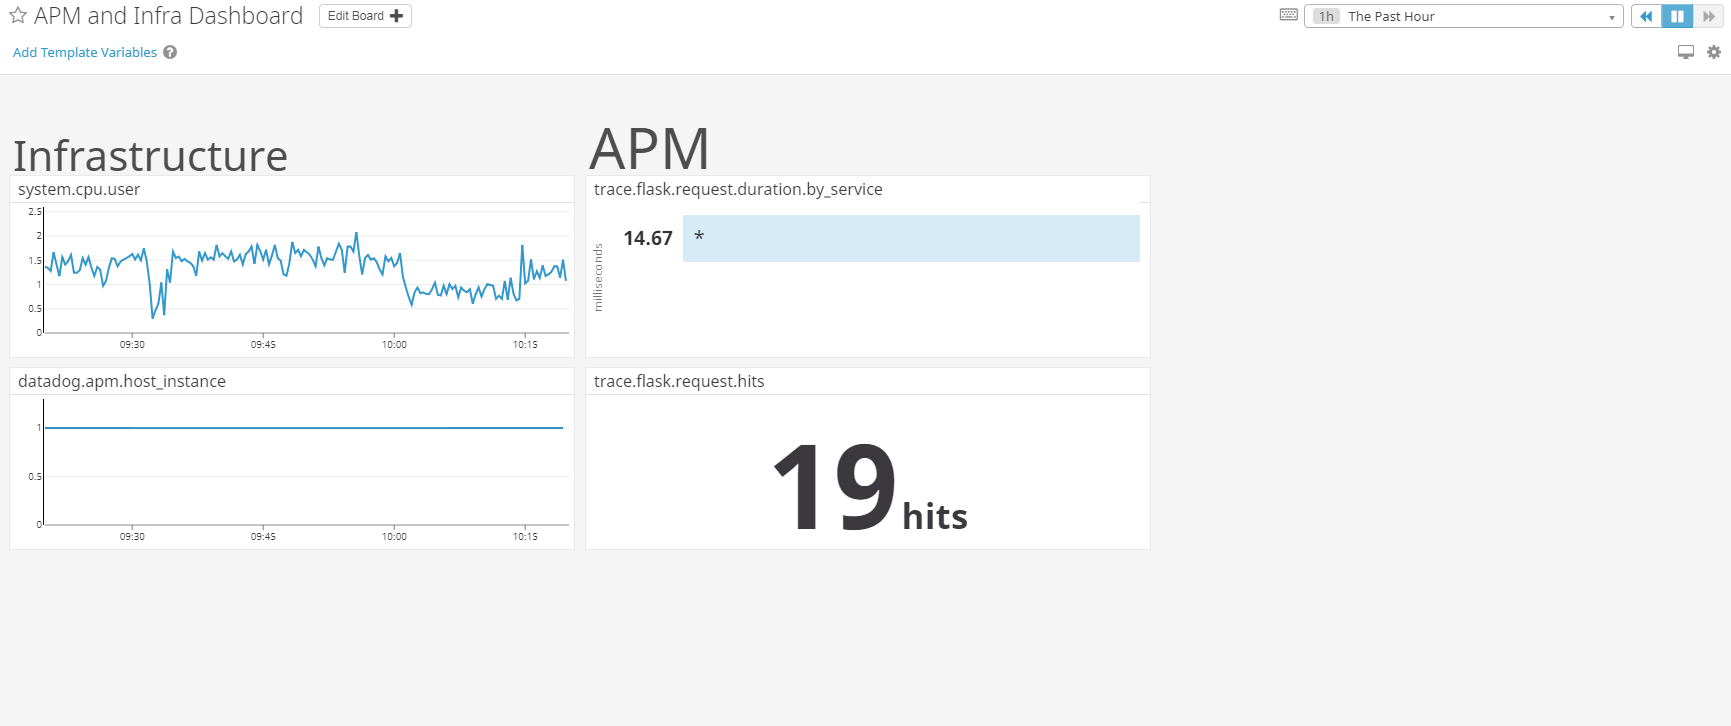 APM and Infra Dashboard
Edit Board
1h The Past Hour
Add Template Variables ?
Infrastructure
APM
system.cpu.user
2.5
2
1.5
1
0.5
0
09:30 09:45 10:00 10:15
trace.flask.request.duration.by_service
milliseconds
14.67 *
datadog.apm.host_instance
1
0.5
0
09:30 09:45 10:00 10:15
trace.flask.request.hits
19 hits